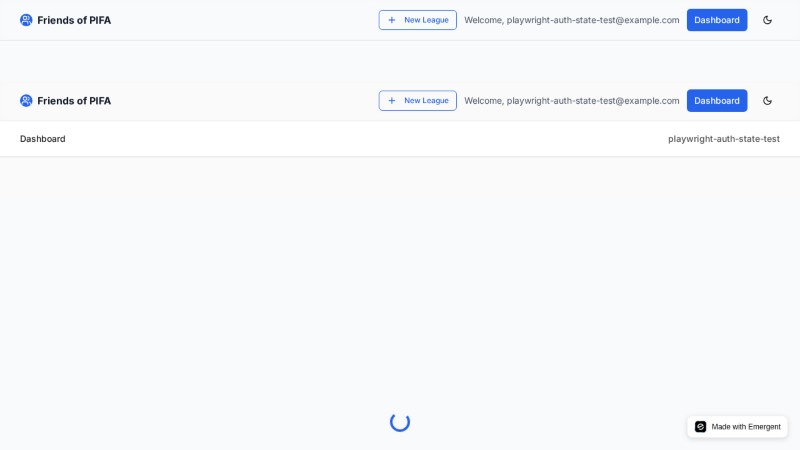 Friends of PIFA New League Welcome, playwright-auth-state-test@example.com Dashboard
Friends of PIFA New League Welcome, playwright-auth-state-test@example.com Dashboard
Dashboard playwright-auth-state-test
Made with Emergent